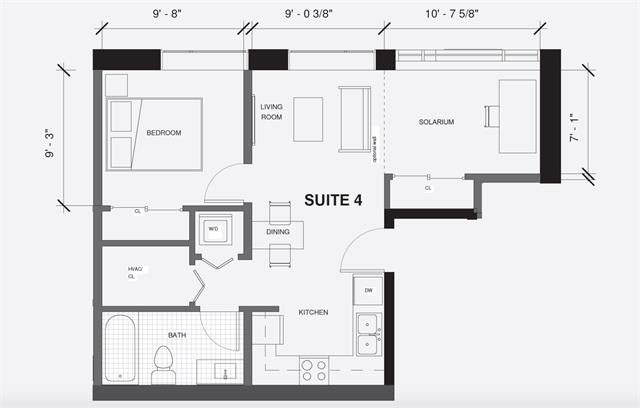 9' - 8"
9' - 0 3/8"
10' - 7 5/8"
9' - 3"
7' - 1"
LIVING
ROOM
BEDROOM
SOLARIUM
optional wall
CL
SUITE 4
CL
W/D
DINING
HVAC/
CL
DW
KITCHEN
BATH